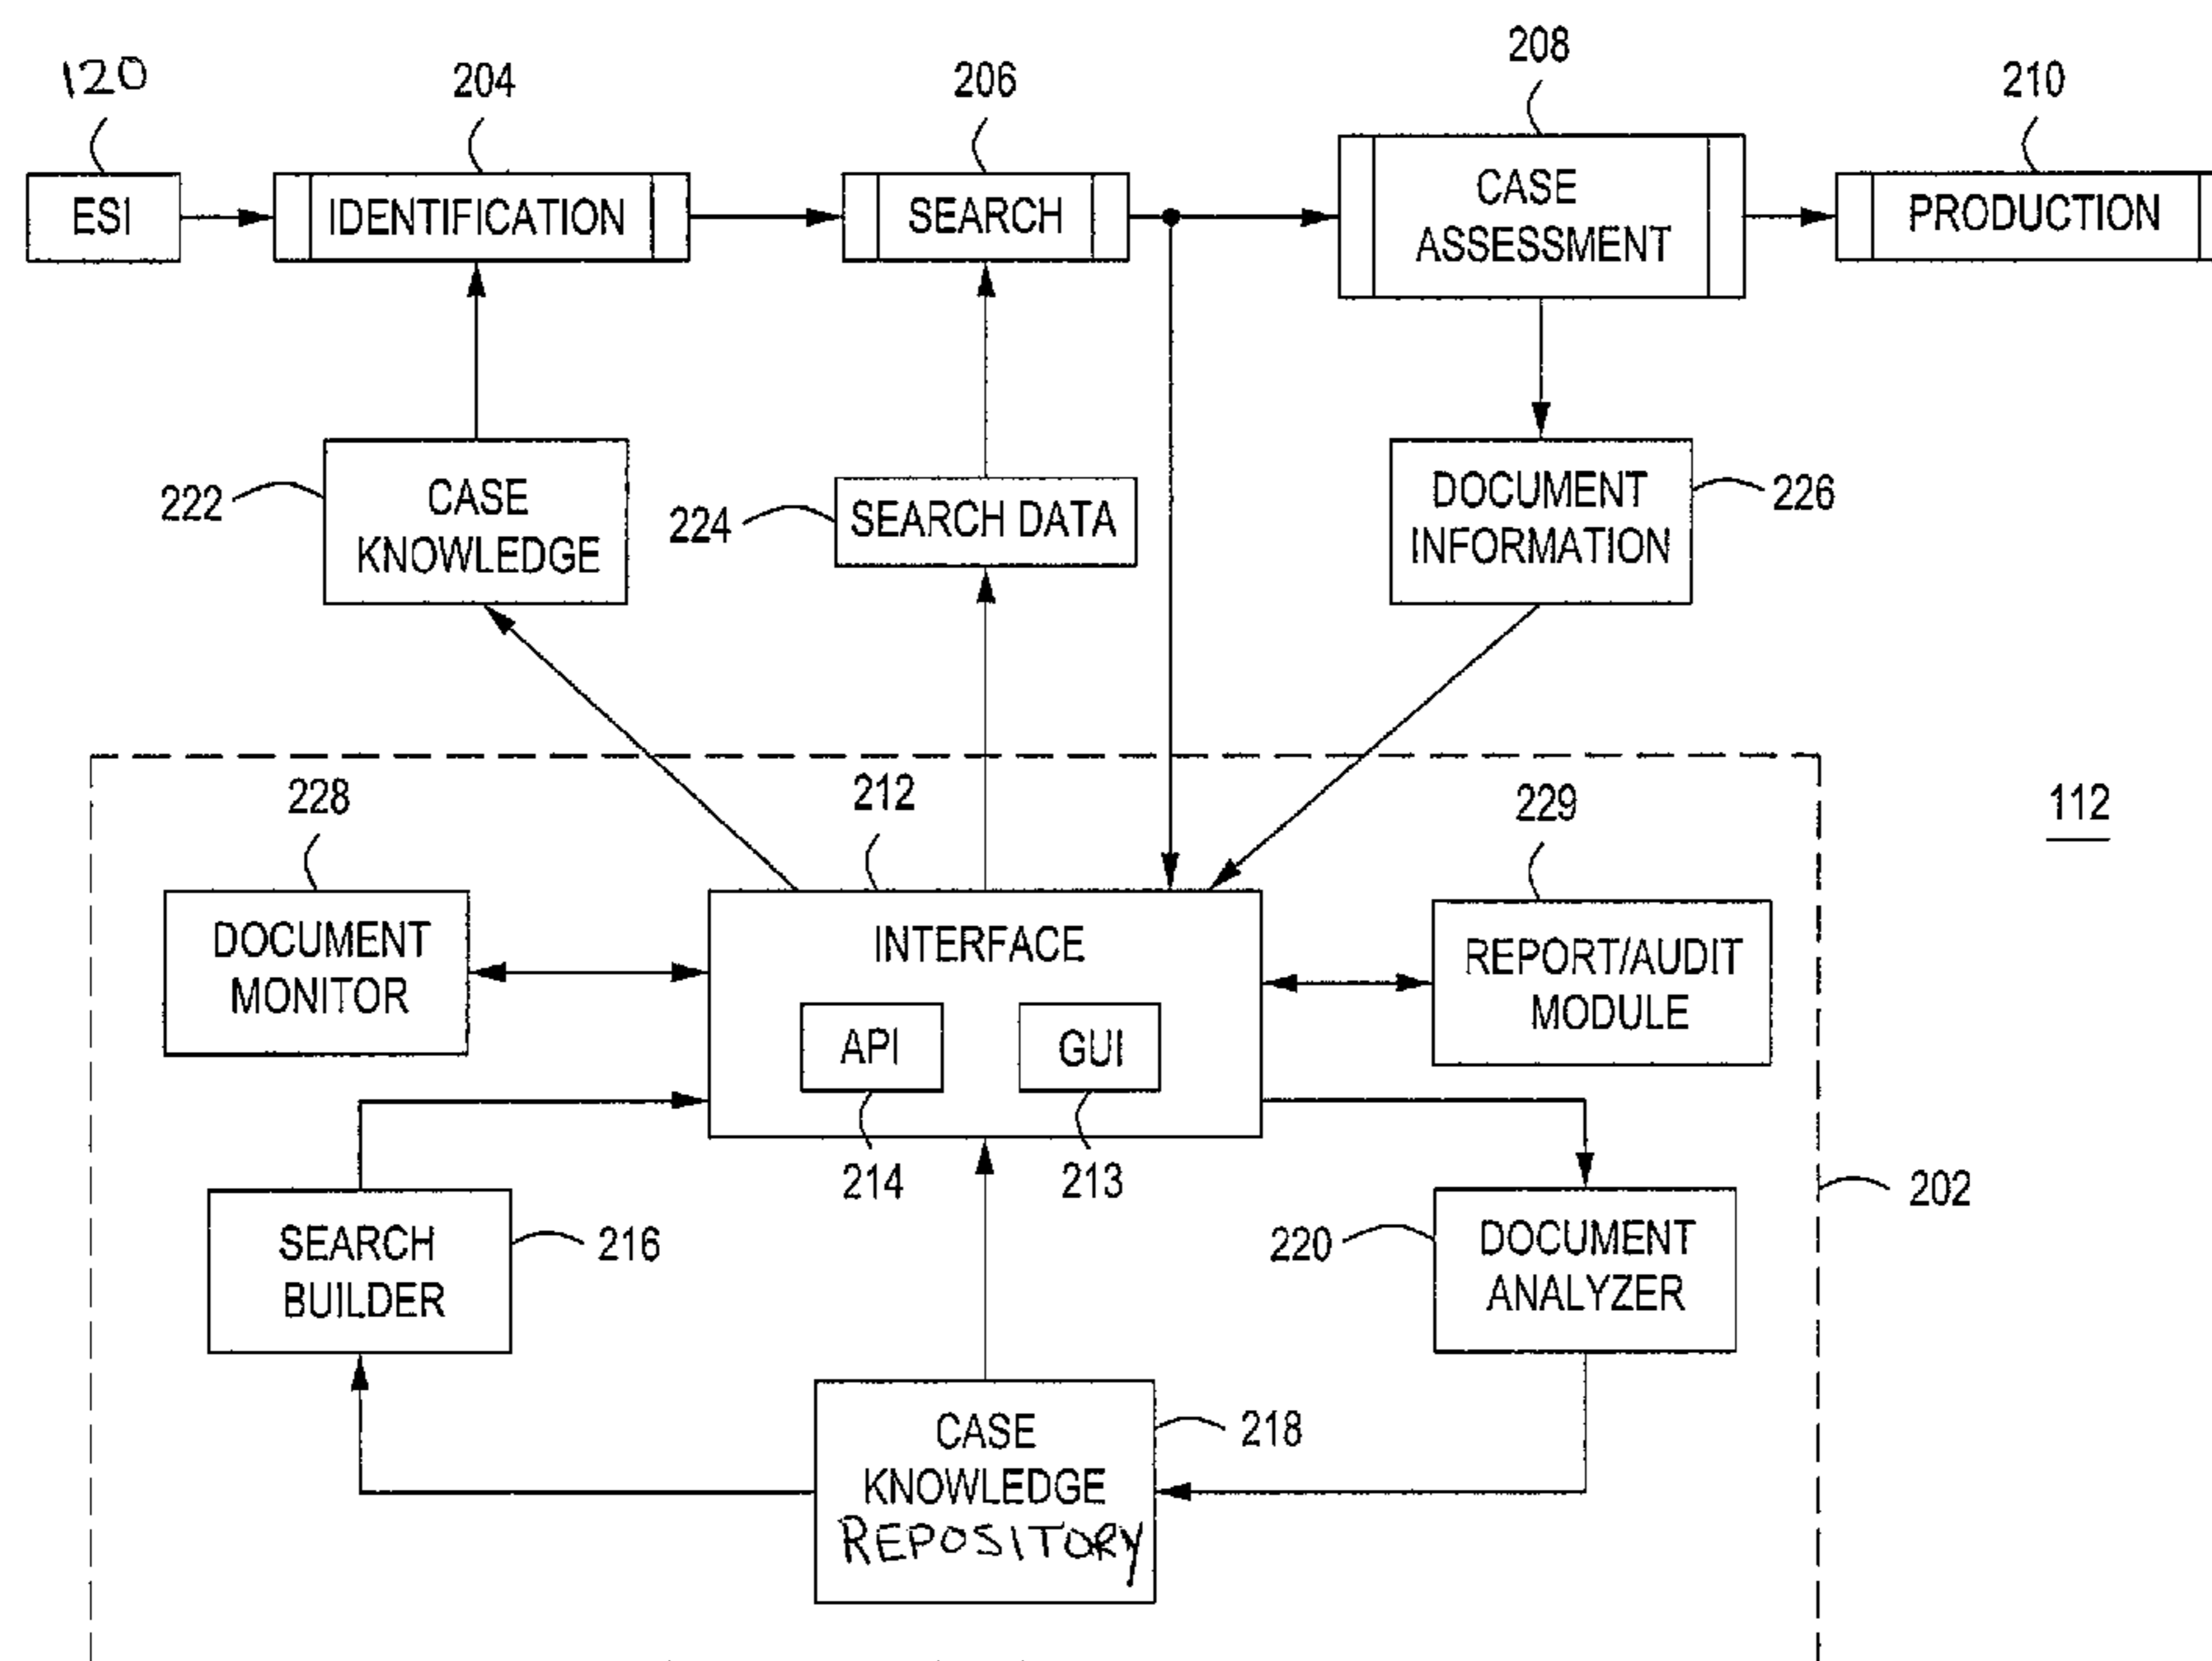 120
204
206
208
210
ESI
IDENTIFICATION
SEARCH
CASE
ASSESSMENT
PRODUCTION
222
CASE
KNOWLEDGE
224
SEARCH DATA
DOCUMENT
INFORMATION
226
228
212
229
112
DOCUMENT
MONITOR
INTERFACE
API
GUI
214
213
REPORT/AUDIT
MODULE
SEARCH
BUILDER
216
220
DOCUMENT
ANALYZER
202
CASE
KNOWLEDGE
REPOSITORY
218